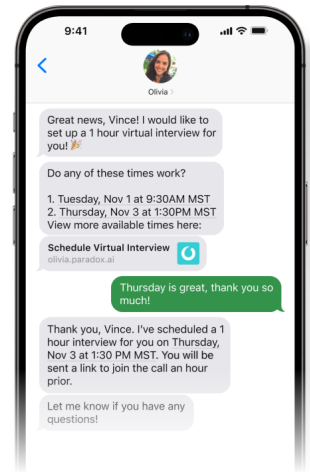 9:41
Olivia >
Great news, Vince! I would like to
set up a 1 hour virtual interview for
you! 🎉
Do any of these times work?
1. Tuesday, Nov 1 at 9:30AM MST
2. Thursday, Nov 3 at 1:30PM MST
View more available times here:
Schedule Virtual Interview
olivia.paradox.ai
Thursday is great, thank you so
much!
Thank you, Vince. I've scheduled a 1
hour interview for you on Thursday,
Nov 3 at 1:30 PM MST. You will be
sent a link to join the call an hour
prior.
Let me know if you have any
questions!